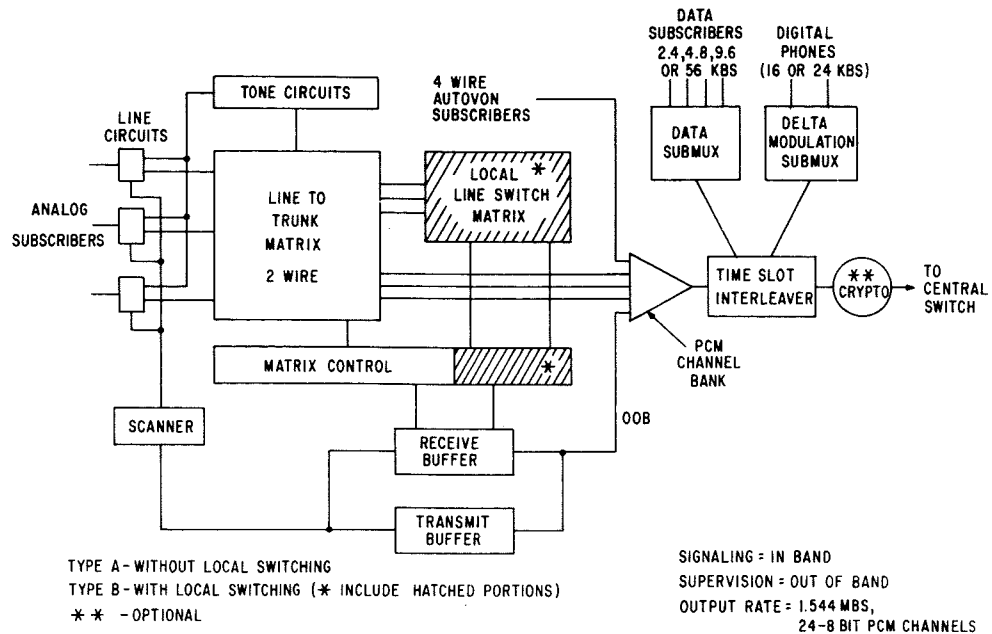 DATA
SUBSCRIBERS
2.4,4.8,9.6
OR 56 KBS
DIGITAL
PHONES
(16 OR 24 KBS)
TONE CIRCUITS
4 WIRE
AUTOVON
SUBSCRIBERS
LINE
CIRCUITS
DATA
SUBMUX
DELTA
MODULATION
SUBMUX
LINE TO
TRUNK
MATRIX
2 WIRE
LOCAL *
LINE SWITCH
MATRIX
ANALOG
SUBSCRIBERS
TIME SLOT
INTERLEAVER
**
CRYPTO
TO
CENTRAL
SWITCH
PCM
CHANNEL
BANK
MATRIX CONTROL
*
SCANNER
RECEIVE
BUFFER
OOB
TRANSMIT
BUFFER
TYPE A-WITHOUT LOCAL SWITCHING
TYPE B-WITH LOCAL SWITCHING (* INCLUDE HATCHED PORTIONS)
** -OPTIONAL
SIGNALING = IN BAND
SUPERVISION = OUT OF BAND
OUTPUT RATE = 1.544 MBS,
24-8 BIT PCM CHANNELS